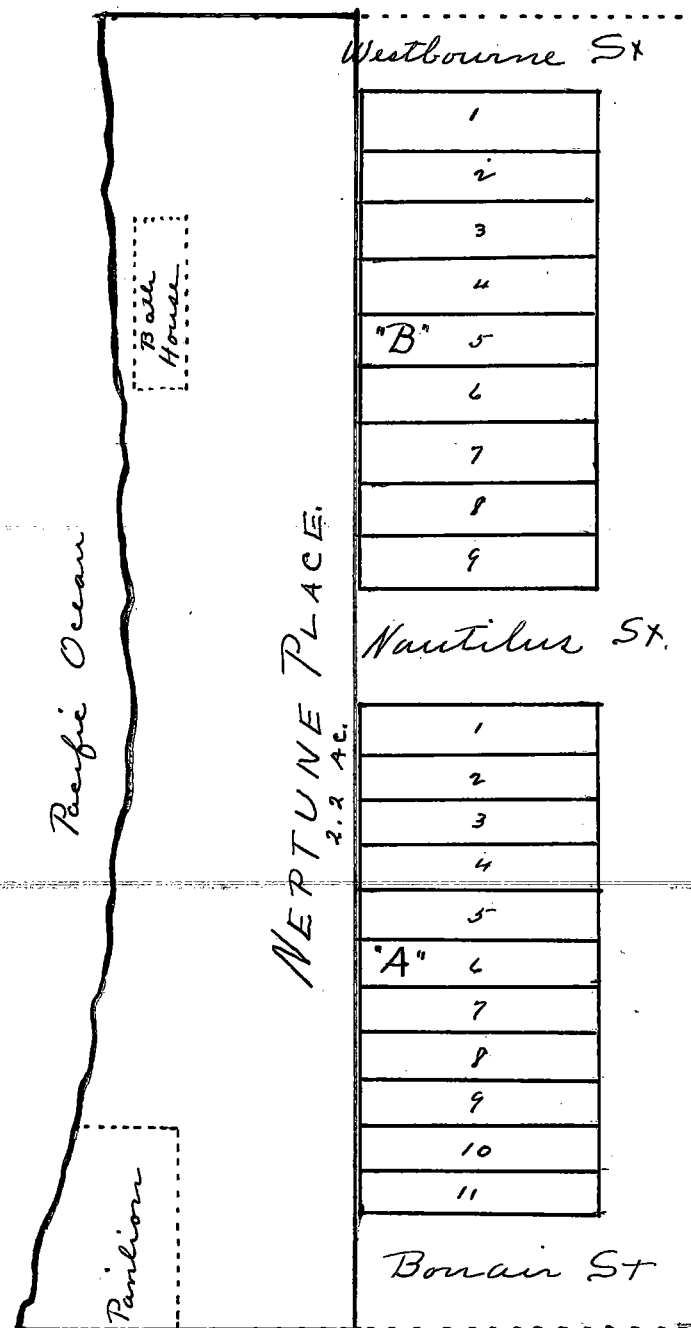 Westbourne St
1
2
3
4
"B" 5
6
7
8
9
Bath
House
Pacific Ocean
NEPTUNE PLACE.
2.2 Ac.
Nautilus St.
1
2
3
4
5
"A" 6
7
8
9
10
11
Pavilion
Bonair St